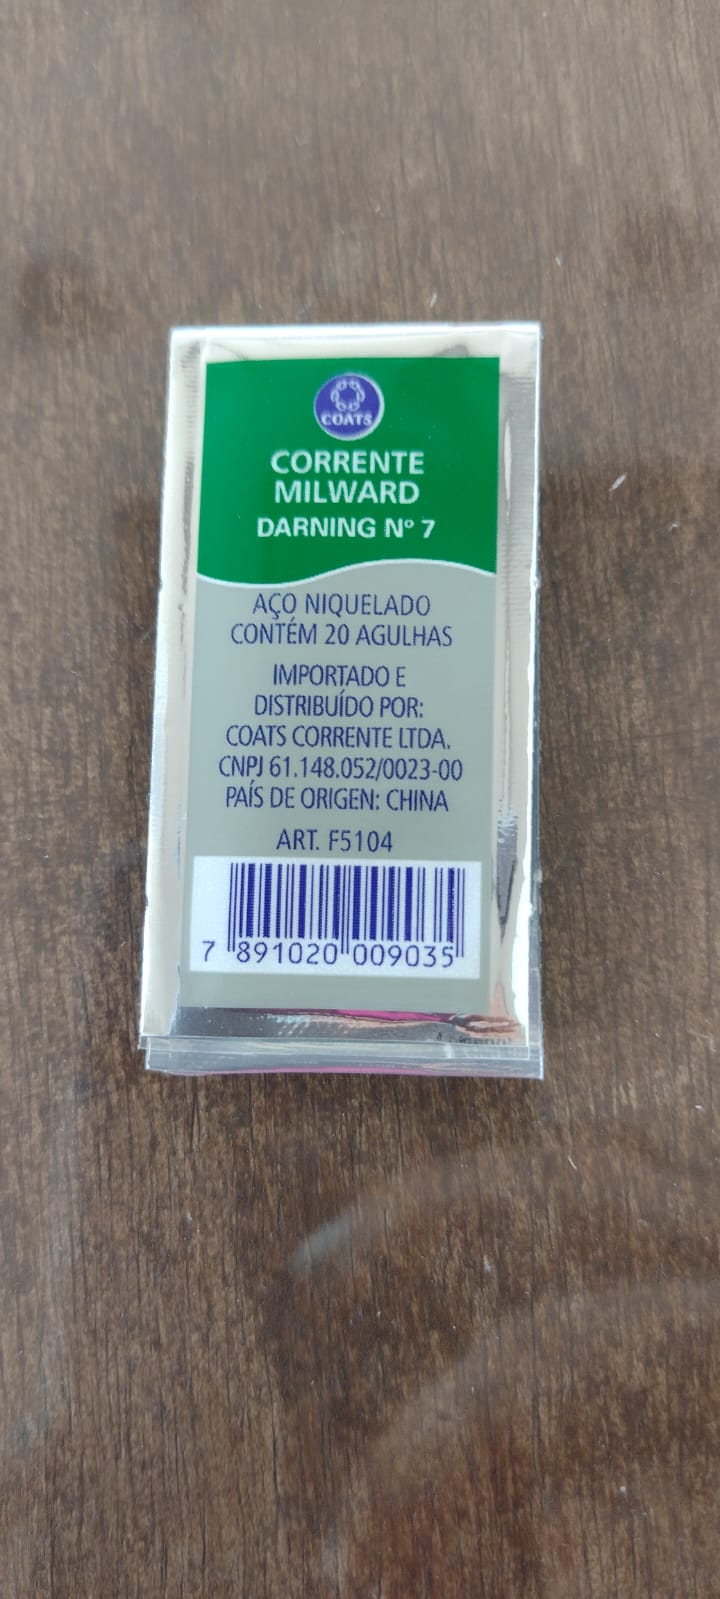 COATS
CORRENTE
MILWARD
DARNING Nº 7
AÇO NIQUELADO
CONTÉM 20 AGULHAS
IMPORTADO E
DISTRIBUÍDO POR:
COATS CORRENTE LTDA.
CNPJ 61.148.052/0023-00
PAÍS DE ORIGEN: CHINA
ART. F5104
7 891020 009035